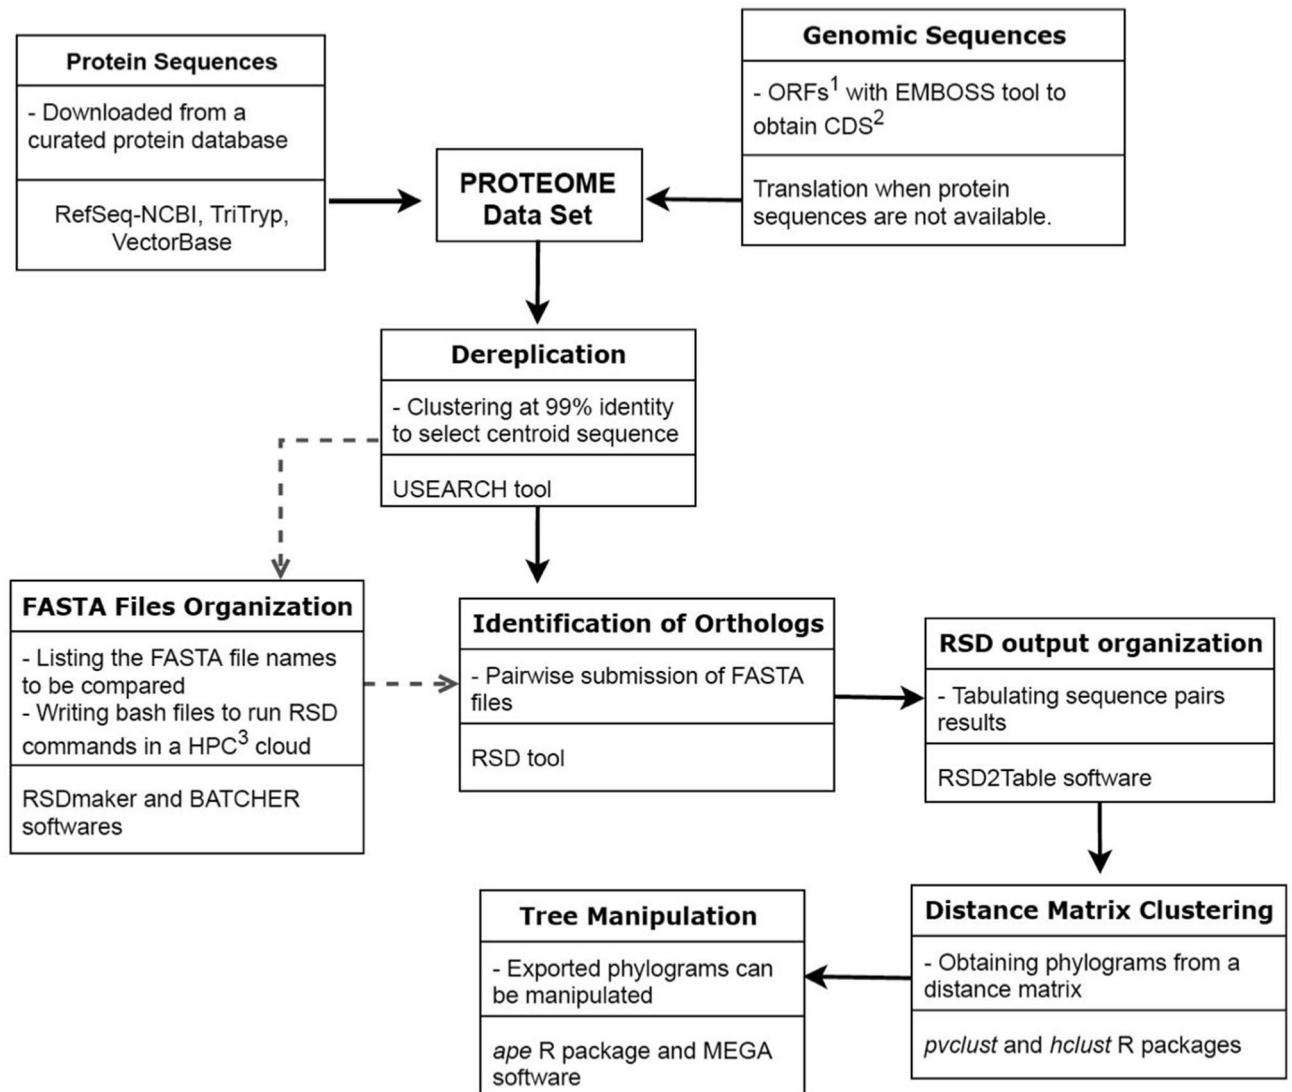 Protein Sequences
- Downloaded from a
curated protein database
RefSeq-NCBI, TriTryp,
VectorBase
Genomic Sequences
- ORFs¹ with EMBOSS tool to
obtain CDS²
Translation when protein
sequences are not available.
PROTEOME
Data Set
Dereplication
- Clustering at 99% identity
to select centroid sequence
USEARCH tool
FASTA Files Organization
- Listing the FASTA file names
to be compared
- Writing bash files to run RSD
commands in a HPC³ cloud
RSDmaker and BATCHER
softwares
Identification of Orthologs
- Pairwise submission of FASTA
files
RSD tool
RSD output organization
- Tabulating sequence pairs
results
RSD2Table software
Distance Matrix Clustering
- Obtaining phylograms from a
distance matrix
pvclust and hclust R packages
Tree Manipulation
- Exported phylograms can
be manipulated
ape R package and MEGA
software